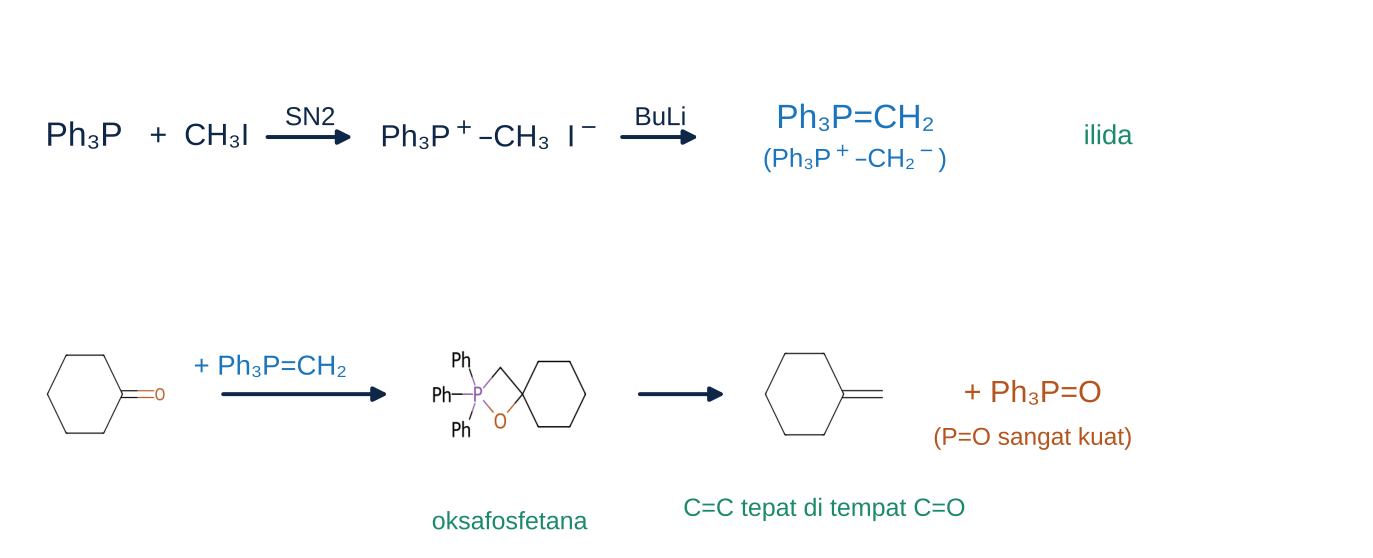 Ph₃P + CH₃I SN2 Ph₃P⁺–CH₃ I⁻ BuLi Ph₃P=CH₂ ilida
(Ph₃P⁺–CH₂⁻)
O + Ph₃P=CH₂ Ph Ph P Ph O + Ph₃P=O
(P=O sangat kuat)
oksafosfetana C=C tepat di tempat C=O